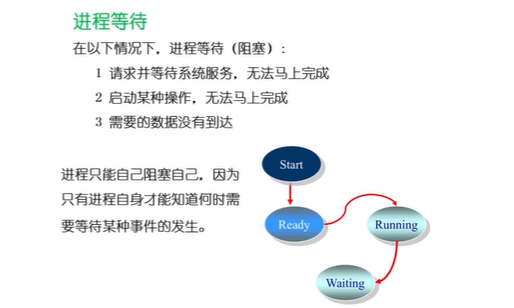 进程等待
在以下情况下，进程等待（阻塞）：
1 请求并等待系统服务，无法马上完成
2 启动某种操作，无法马上完成
3 需要的数据没有到达
进程只能自己阻塞自己，因为
只有进程自身才能知道何时需
要等待某种事件的发生。
Start
Ready
Running
Waiting